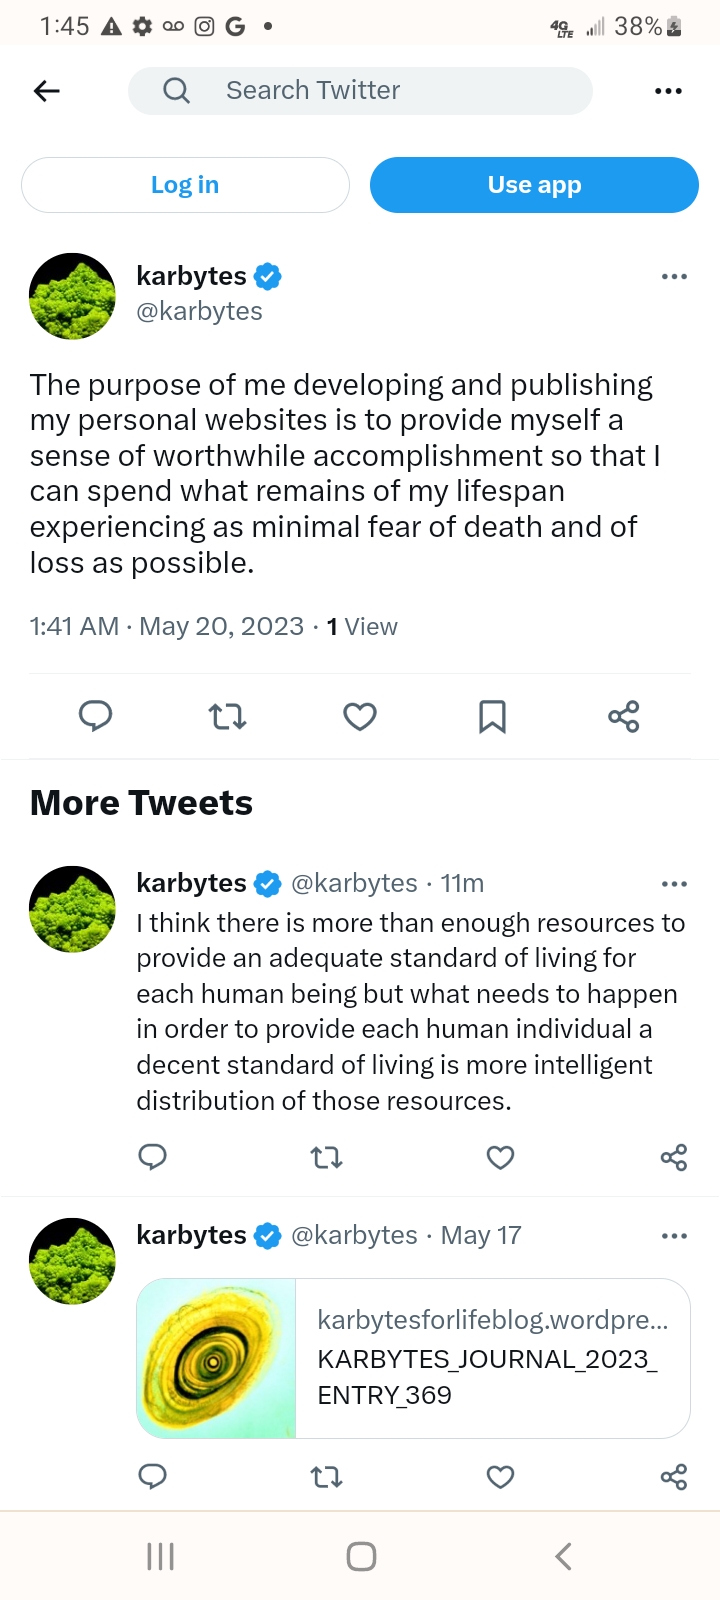 1:45 G • 4G LTE 38%
Search Twitter
Log in Use app
karbytes
@karbytes
The purpose of me developing and publishing
my personal websites is to provide myself a
sense of worthwhile accomplishment so that I
can spend what remains of my lifespan
experiencing as minimal fear of death and of
loss as possible.
1:41 AM · May 20, 2023 · 1 View
More Tweets
karbytes @karbytes · 11m
I think there is more than enough resources to
provide an adequate standard of living for
each human being but what needs to happen
in order to provide each human individual a
decent standard of living is more intelligent
distribution of those resources.
karbytes @karbytes · May 17
karbytesforlifeblog.wordpre...
KARBYTES_JOURNAL_2023_
ENTRY_369